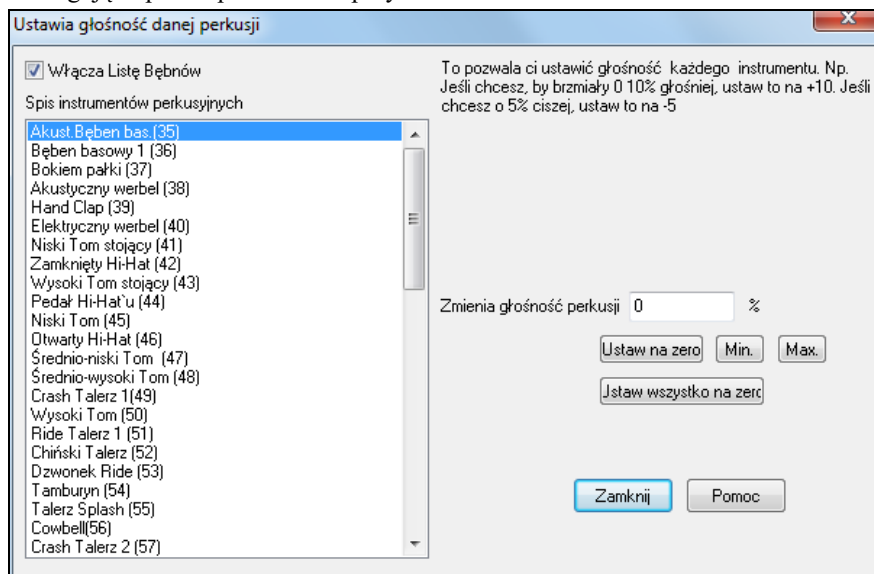 Ustawia głośność danej perkusji
Włącza Listę Bębnów
Spis instrumentów perkusyjnych
Akust.Bęben bas.(35)
Bęben basowy 1 (36)
Bokiem pałki (37)
Akustyczny werbel (38)
Hand Clap (39)
Elektryczny werbel (40)
Niski Tom stojący (41)
Zamknięty Hi-Hat (42)
Wysoki Tom stojący (43)
Pedał Hi-Hat`u (44)
Niski Tom (45)
Otwarty Hi-Hat (46)
Średnio-niski Tom (47)
Średnio-wysoki Tom (48)
Crash Talerz 1(49)
Wysoki Tom (50)
Ride Talerz 1 (51)
Chiński Talerz (52)
Dzwonek Ride (53)
Tamburyn (54)
Talerz Splash (55)
Cowbell(56)
Crash Talerz 2 (57)
To pozwala ci ustawić głośność każdego instrumentu. Np.
Jeśli chcesz, by brzmiały 0 10% głośniej, ustaw to na +10. Jeśli
chcesz o 5% ciszej, ustaw to na -5
Zmienia głośność perkusji 0 %
Ustaw na zero Min. Max.
Ustaw wszystko na zerc
Zamknij Pomoc